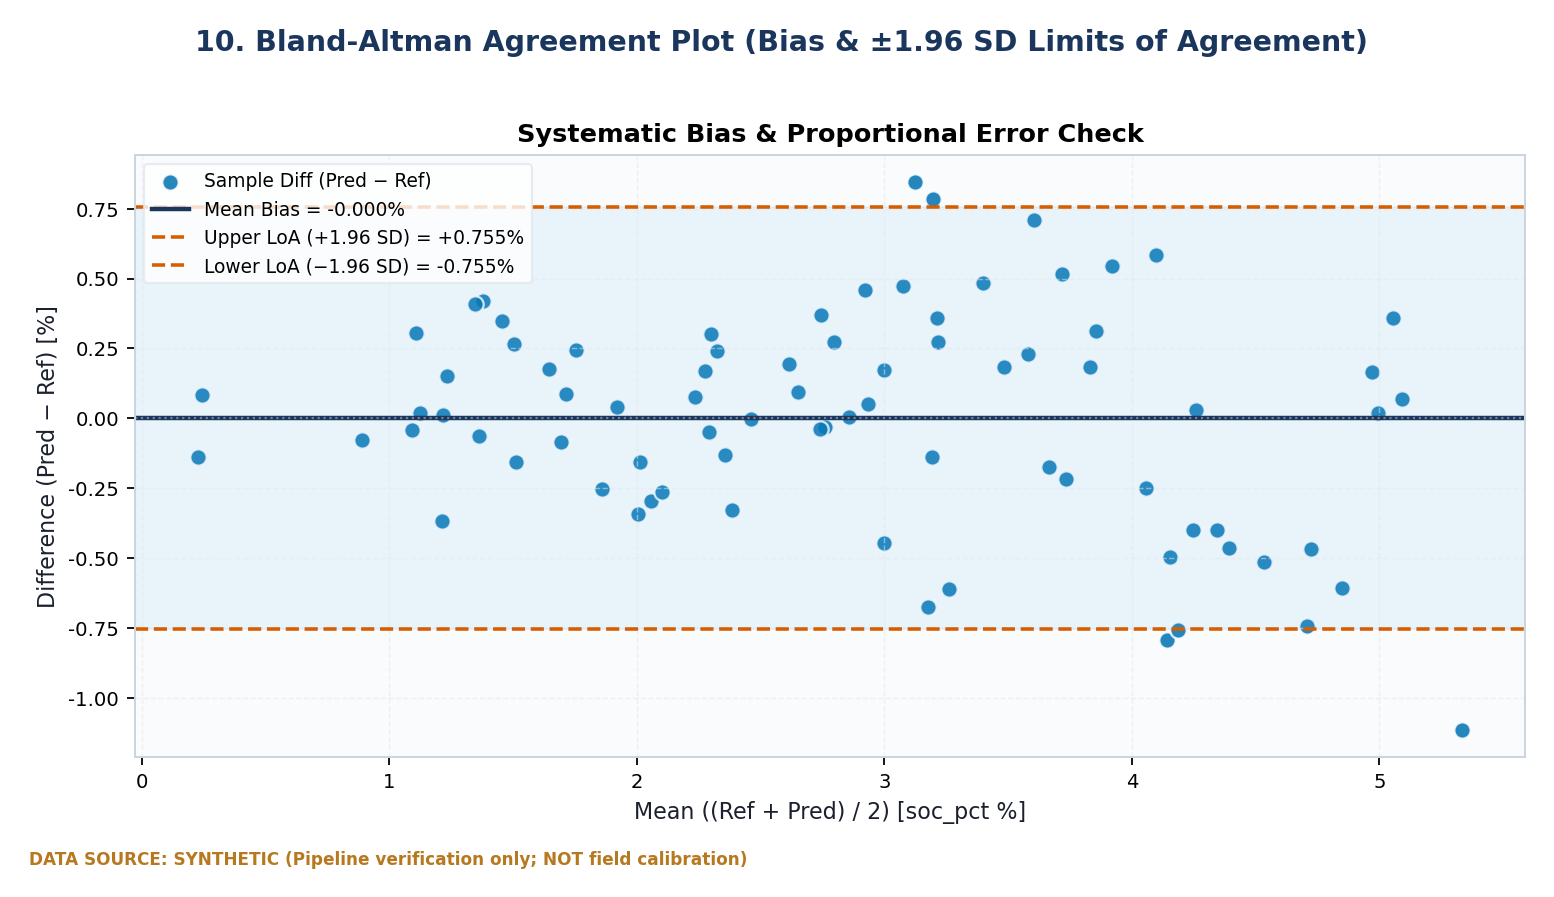 10. Bland-Altman Agreement Plot (Bias & ±1.96 SD Limits of Agreement)
Systematic Bias & Proportional Error Check
Sample Diff (Pred − Ref)
Mean Bias = -0.000%
Upper LoA (+1.96 SD) = +0.755%
Lower LoA (−1.96 SD) = -0.755%
Difference (Pred − Ref) [%]
0.75
0.50
0.25
0.00
-0.25
-0.50
-0.75
-1.00
0 1 2 3 4 5
Mean ((Ref + Pred) / 2) [soc_pct %]
DATA SOURCE: SYNTHETIC (Pipeline verification only; NOT field calibration)